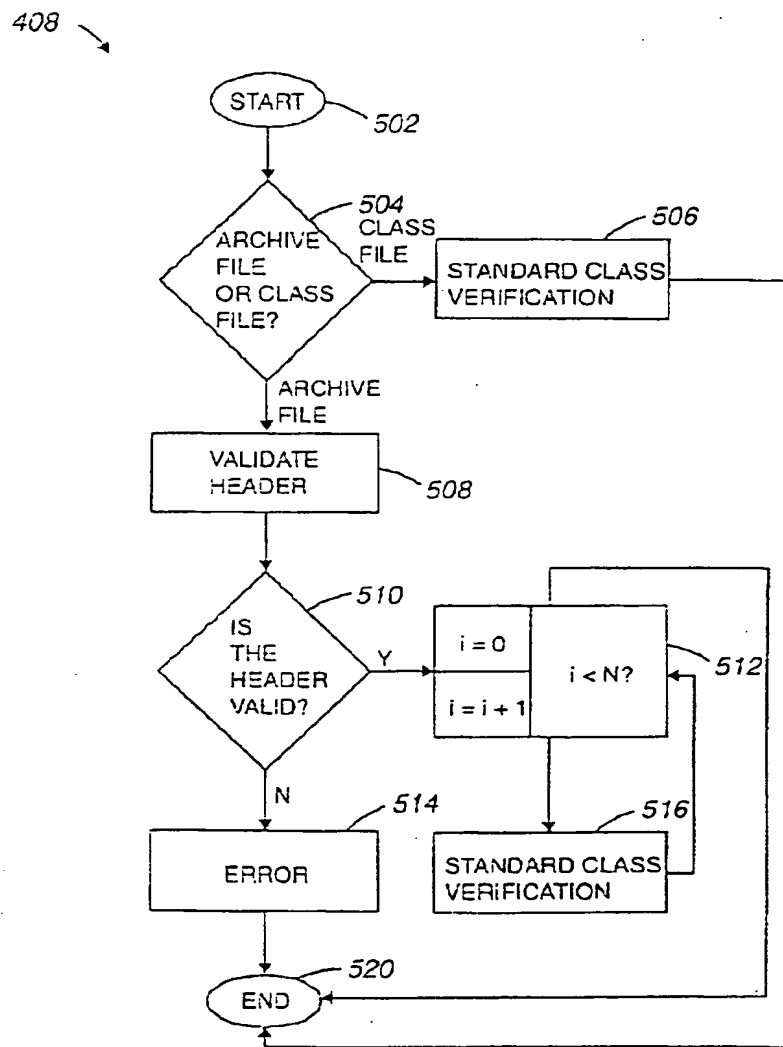 408
START
502
504
ARCHIVE
FILE
OR CLASS
FILE?
CLASS
FILE
506
STANDARD CLASS
VERIFICATION
ARCHIVE
FILE
VALIDATE
HEADER
508
510
IS
THE
HEADER
VALID?
Y
i = 0
i = i + 1
i < N?
512
N
514
ERROR
516
STANDARD CLASS
VERIFICATION
520
END